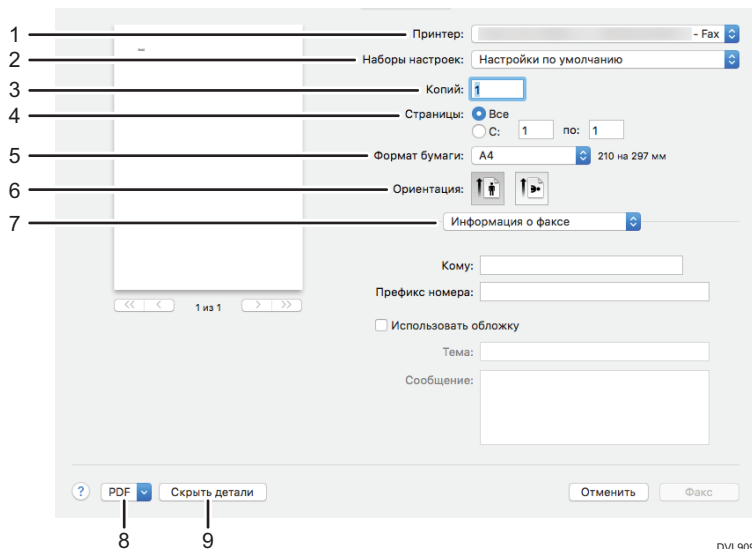 1 Принтер: - Fax
2 Наборы настроек: Настройки по умолчанию
3 Копий: 1
4 Страницы: Все
С: 1 по: 1
5 Формат бумаги: A4 210 на 297 мм
6 Ориентация:
7 Информация о факсе
Кому:
Префикс номера:
1 из 1
Использовать обложку
Тема:
Сообщение:
? PDF Скрыть детали Отменить Факс
8 9